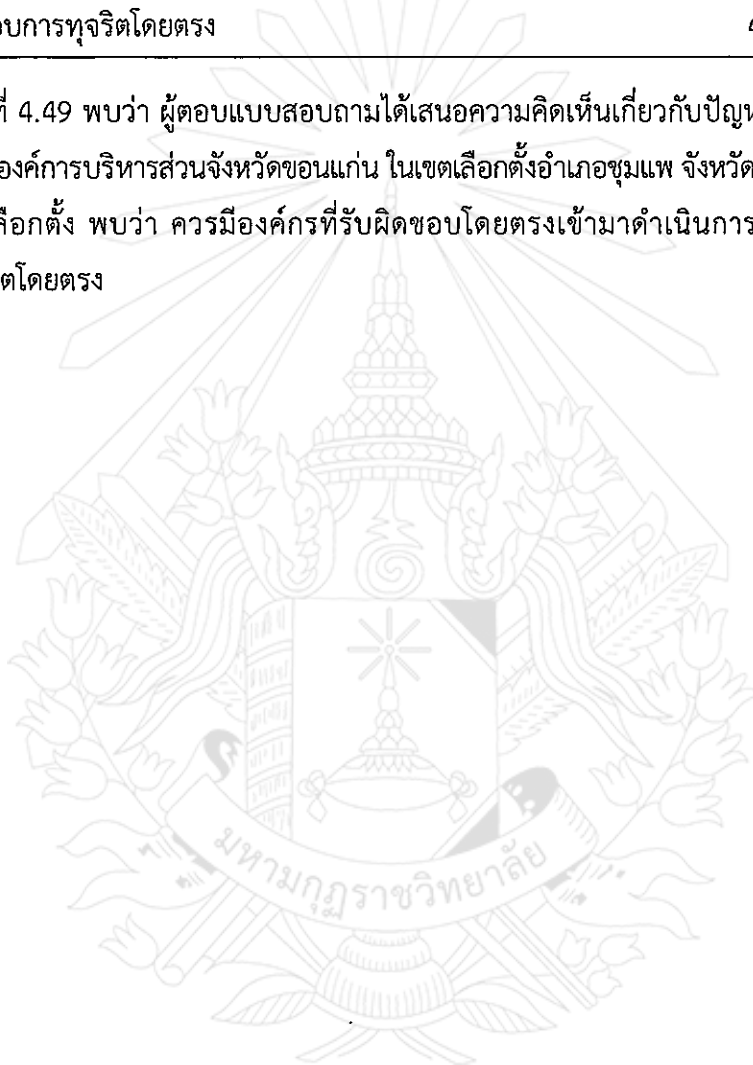 อบการทุจริตโดยตรง
ที่ 4.49 พบว่า ผู้ตอบแบบสอบถามได้เสนอความคิดเห็นเกี่ยวกับปัญห
องค์การบริหารส่วนจังหวัดขอนแก่น ในเขตเลือกตั้งอำเภอชุมแพ จังหวัด
ลือกตั้ง พบว่า ควรมีองค์กรที่รับผิดชอบโดยตรงเข้ามาดำเนินการ
ตโดยตรง
มหามกุฏราชวิทยาลัย